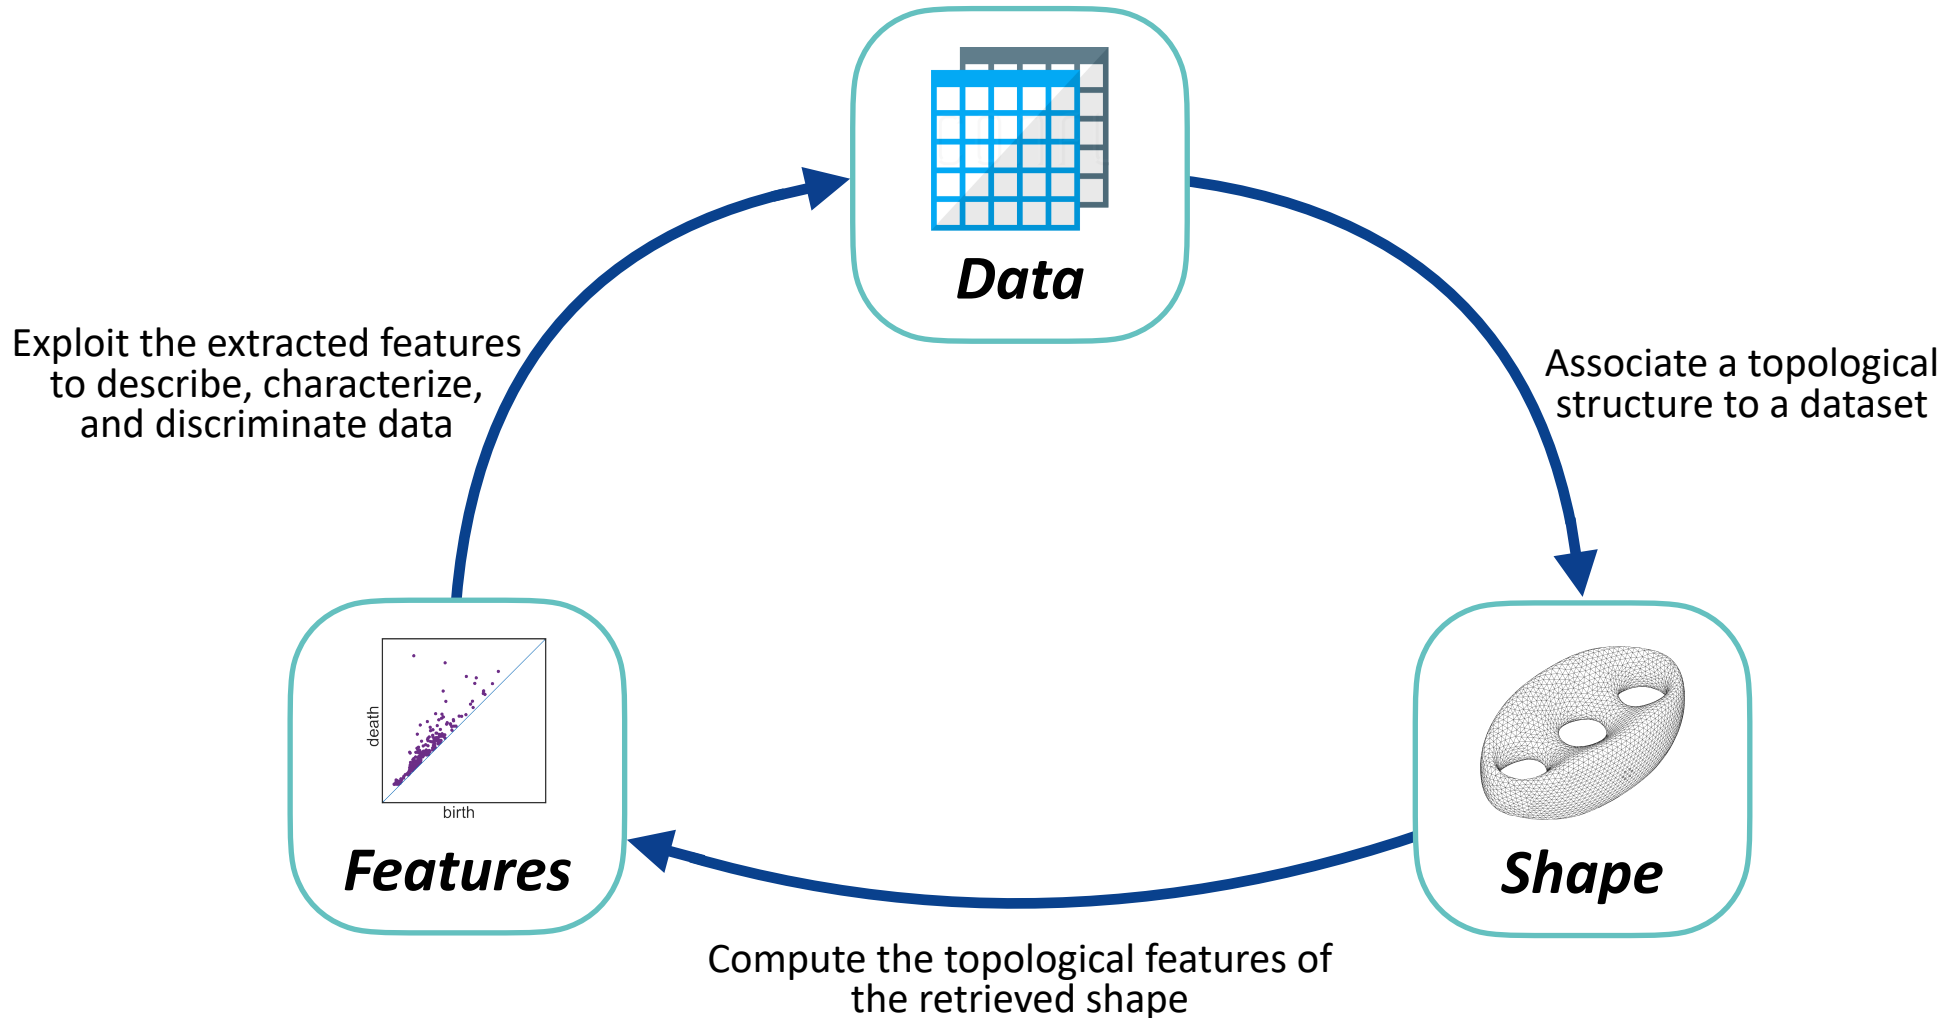 Data
Exploit the extracted features
to describe, characterize,
and discriminate data
Associate a topological
structure to a dataset
death
birth
Features
Shape
Compute the topological features of
the retrieved shape